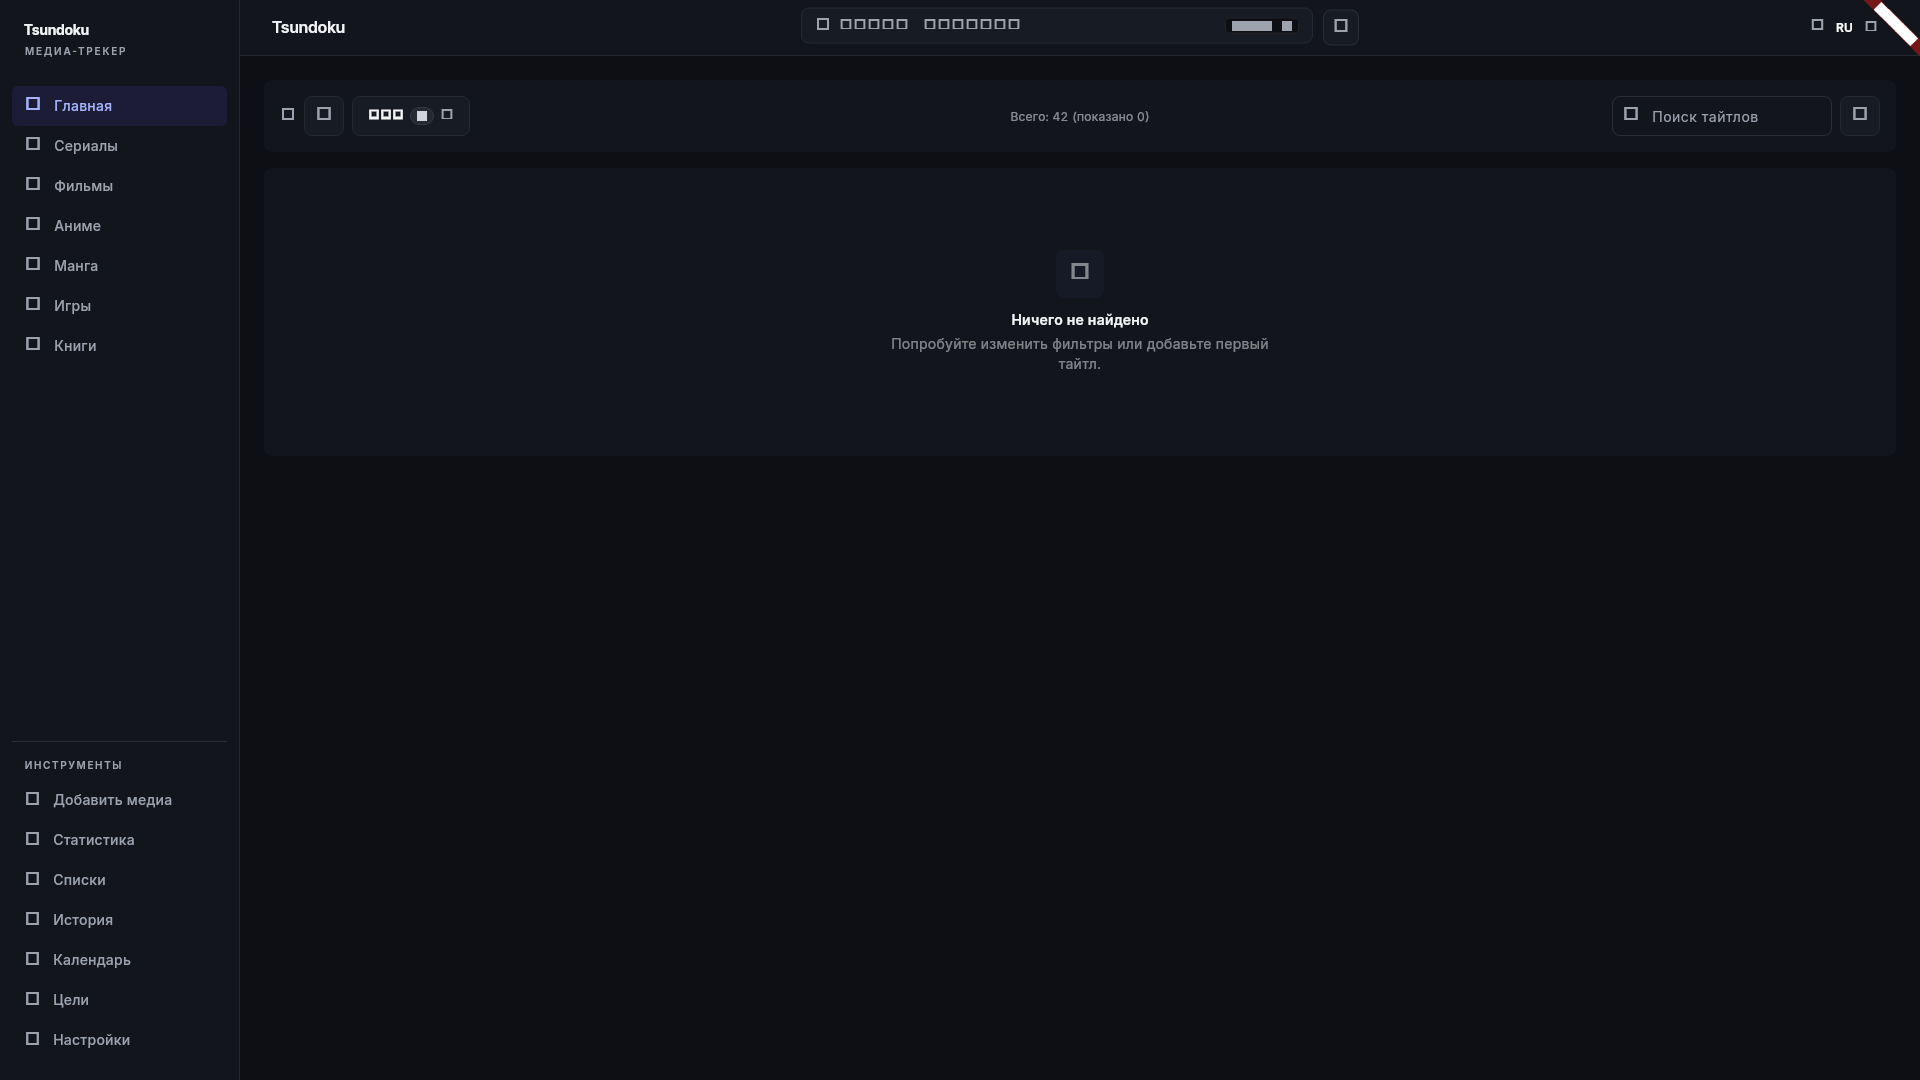 Tsundoku
МЕДИА-ТРЕКЕР
Главная
Сериалы
Фильмы
Аниме
Манга
Игры
Книги
ИНСТРУМЕНТЫ
Добавить медиа
Статистика
Списки
История
Календарь
Цели
Настройки
Tsundoku
RU
Всего: 42 (показано 0)
Поиск тайтлов
Ничего не найдено
Попробуйте изменить фильтры или добавьте первый
тайтл.